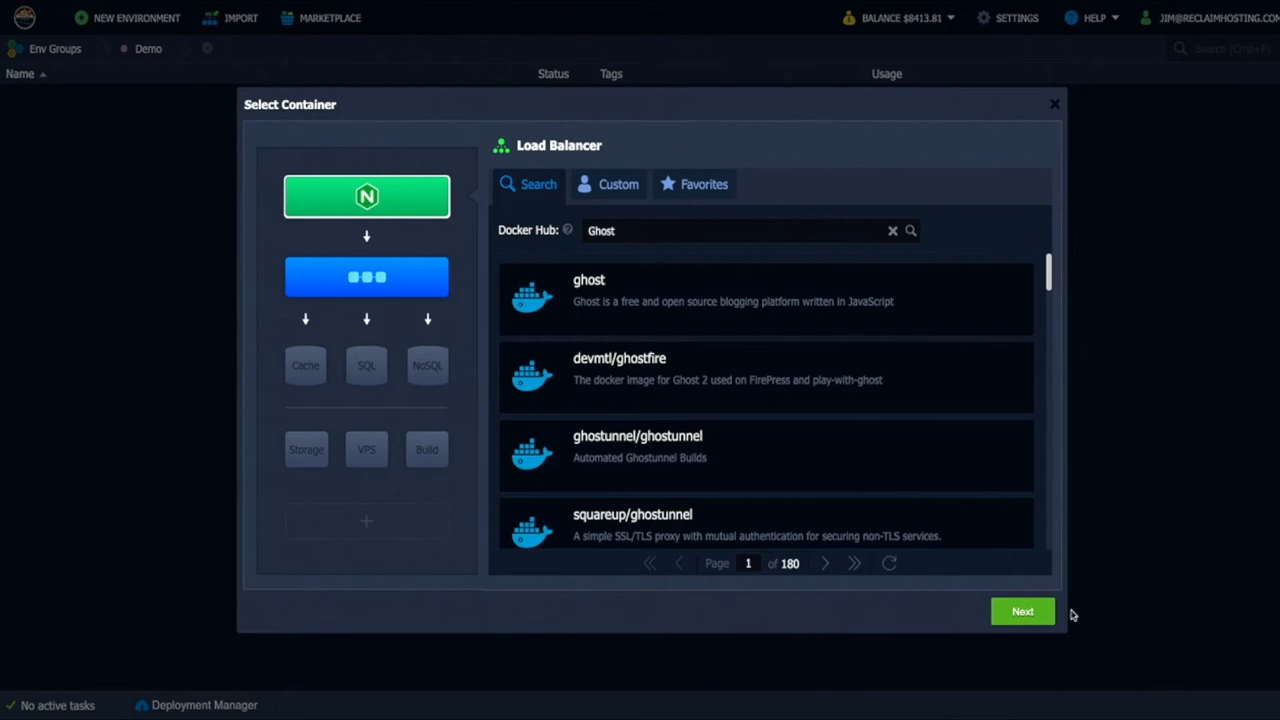 NEW ENVIRONMENT IMPORT MARKETPLACE BALANCE $8413.81 SETTINGS HELP JIM@RECLAIMHOSTING.COM
Env Groups Demo Search (Cmd+F)
Name Status Tags Usage
Select Container
Load Balancer
Search Custom Favorites
Docker Hub: ? Ghost
ghost
Ghost is a free and open source blogging platform written in JavaScript
devmtl/ghostfire
The docker image for Ghost 2 used on FirePress and play-with-ghost
ghostunnel/ghostunnel
Automated Ghostunnel Builds
squareup/ghostunnel
A simple SSL/TLS proxy with mutual authentication for securing non-TLS services.
Page 1 of 180
N
Cache SQL NoSQL
Storage VPS Build
Next
No active tasks Deployment Manager